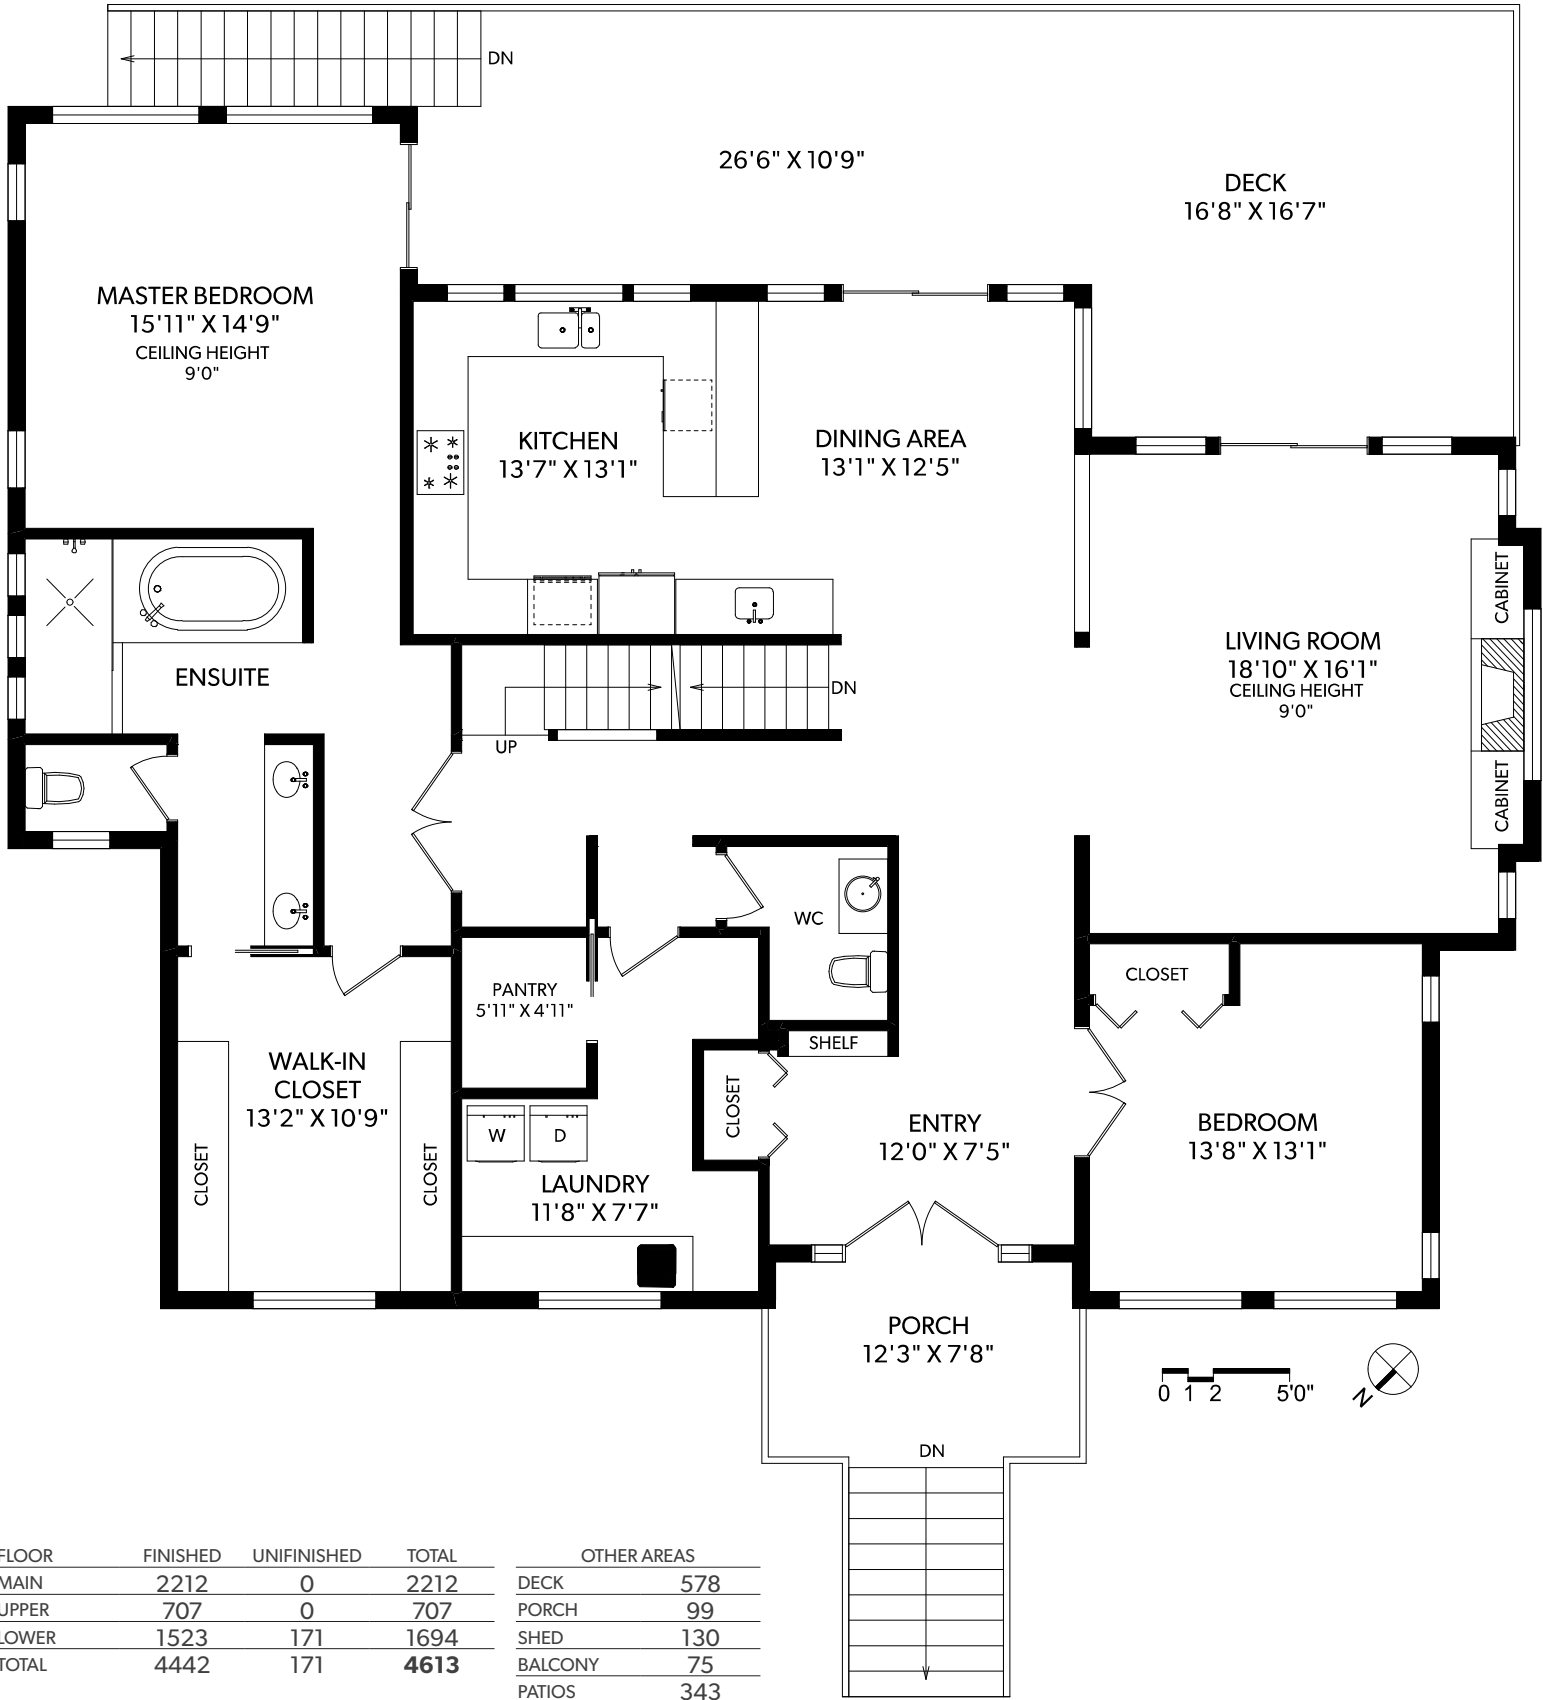 DN
26'6" X 10'9"
DECK
16'8" X 16'7"
MASTER BEDROOM
15'11" X 14'9"
CEILING HEIGHT
9'0"
KITCHEN
13'7" X 13'1"
DINING AREA
13'1" X 12'5"
CABINET
LIVING ROOM
18'10" X 16'1"
CEILING HEIGHT
9'0"
CABINET
ENSUITE
DN
UP
WC
PANTRY
5'11" X 4'11"
CLOSET
SHELF
WALK-IN
CLOSET
13'2" X 10'9"
CLOSET
CLOSET
CLOSET
W
D
LAUNDRY
11'8" X 7'7"
ENTRY
12'0" X 7'5"
BEDROOM
13'8" X 13'1"
PORCH
12'3" X 7'8"
0 1 2 5'0"
N
DN
FLOOR FINISHED UNIFINISHED TOTAL
MAIN 2212 0 2212
UPPER 707 0 707
LOWER 1523 171 1694
TOTAL 4442 171 4613
OTHER AREAS
DECK 578
PORCH 99
SHED 130
BALCONY 75
PATIOS 343